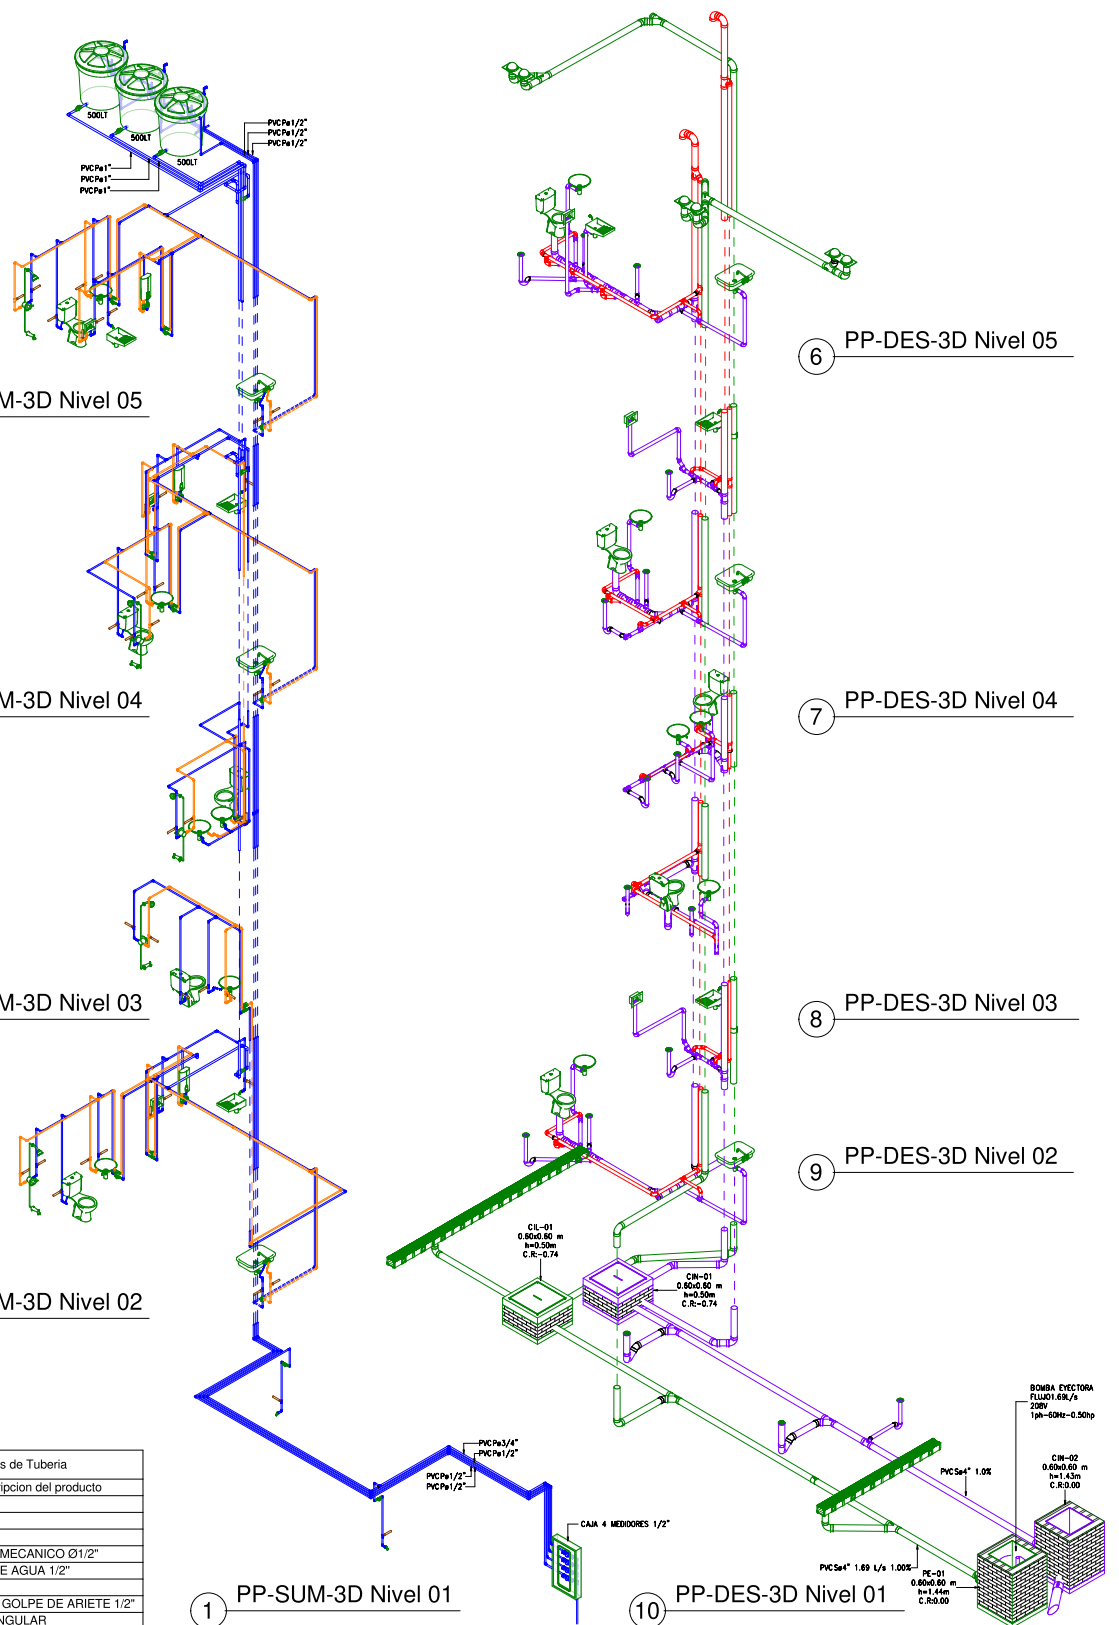 500LT
500LT
500LT
PVCPø1/2"
PVCPø1/2"
PVCPø1/2"
PVCPø1"
PVCPø1"
PVCPø1"
M-3D Nivel 05
6
PP-DES-3D Nivel 05
M-3D Nivel 04
7
PP-DES-3D Nivel 04
M-3D Nivel 03
8
PP-DES-3D Nivel 03
9
PP-DES-3D Nivel 02
M-3D Nivel 02
CIL-01
0.60x0.60 m
h=0.50m
C.R:-0.74
CIN-01
0.60x0.60 m
h=0.50m
C.R:-0.74
BOMBA EYECTORA
FLUJO1.69L/s
208V
1ph-60Hz-0.50hp
CIN-02
0.60x0.60 m
h=1.43m
C.R:0.00
PVCSø4" 1.0%
PVCSø4" 1.69 L/s 1.00%
PE-01
0.60x0.60 m
h=1.44m
C.R:0.00
PVCPø3/4"
PVCPø1/2"
PVCPø1/2"
PVCPø1/2"
CAJA 4 MEDIDORES 1/2"
s de Tuberia
ripcion del producto
MECANICO Ø1/2"
E AGUA 1/2"
GOLPE DE ARIETE 1/2"
NGULAR
1
PP-SUM-3D Nivel 01
10
PP-DES-3D Nivel 01